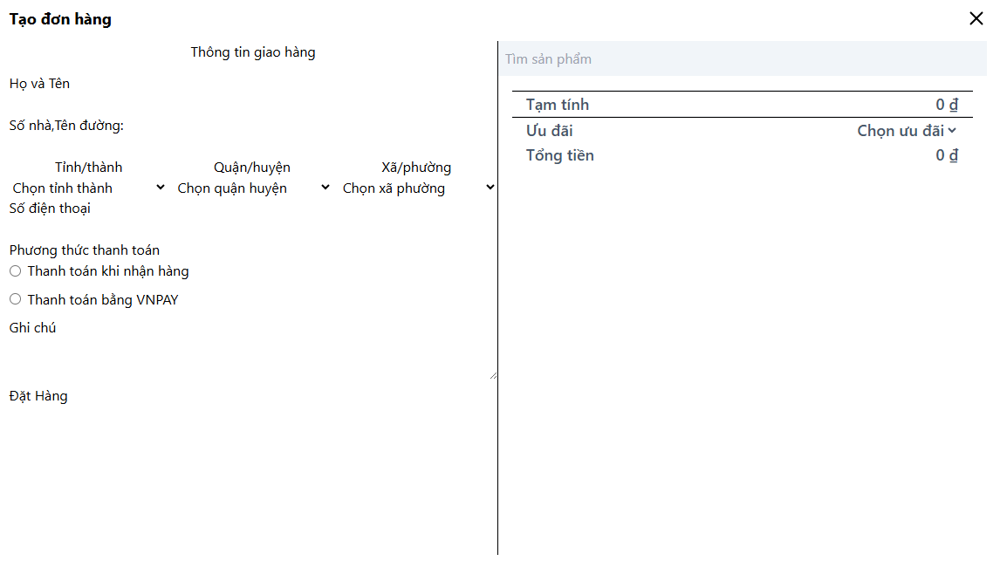 Tạo đơn hàng
Thông tin giao hàng
Họ và Tên
Số nhà,Tên đường:
Tỉnh/thành Quận/huyện Xã/phường
Chọn tỉnh thành Chọn quận huyện Chọn xã phường
Số điện thoại
Phương thức thanh toán
Thanh toán khi nhận hàng
Thanh toán bằng VNPAY
Ghi chú
Đặt Hàng
Tìm sản phẩm
Tạm tính 0 ₫
Ưu đãi Chọn ưu đãi
Tổng tiền 0 ₫